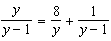 y/(y − 1) = 8/y + 1/(y − 1)